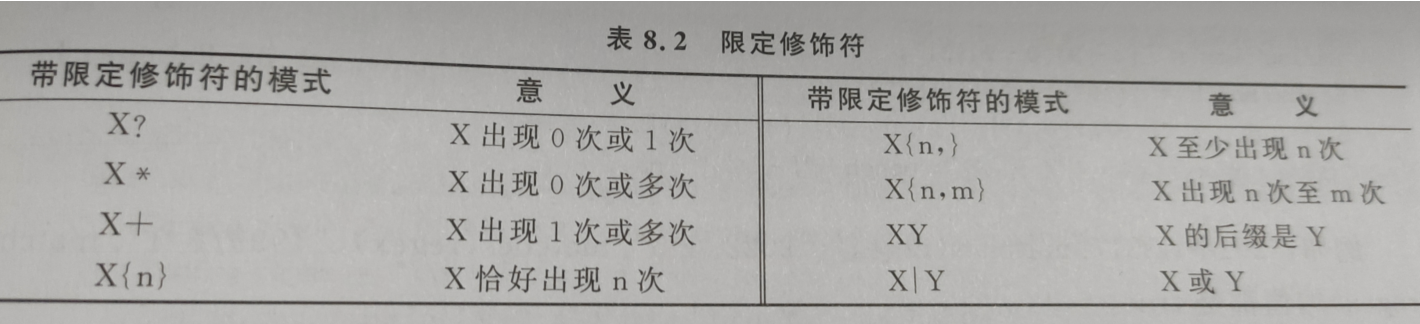 表 8.2 限定修饰符
带限定修饰符的模式 意 义 带限定修饰符的模式 意 义
X? X 出现 0 次或 1 次 X{n,} X 至少出现 n 次
X * X 出现 0 次或多次 X{n,m} X 出现 n 次至 m 次
X+ X 出现 1 次或多次 XY X 的后缀是 Y
X{n} X 恰好出现 n 次 X|Y X 或 Y